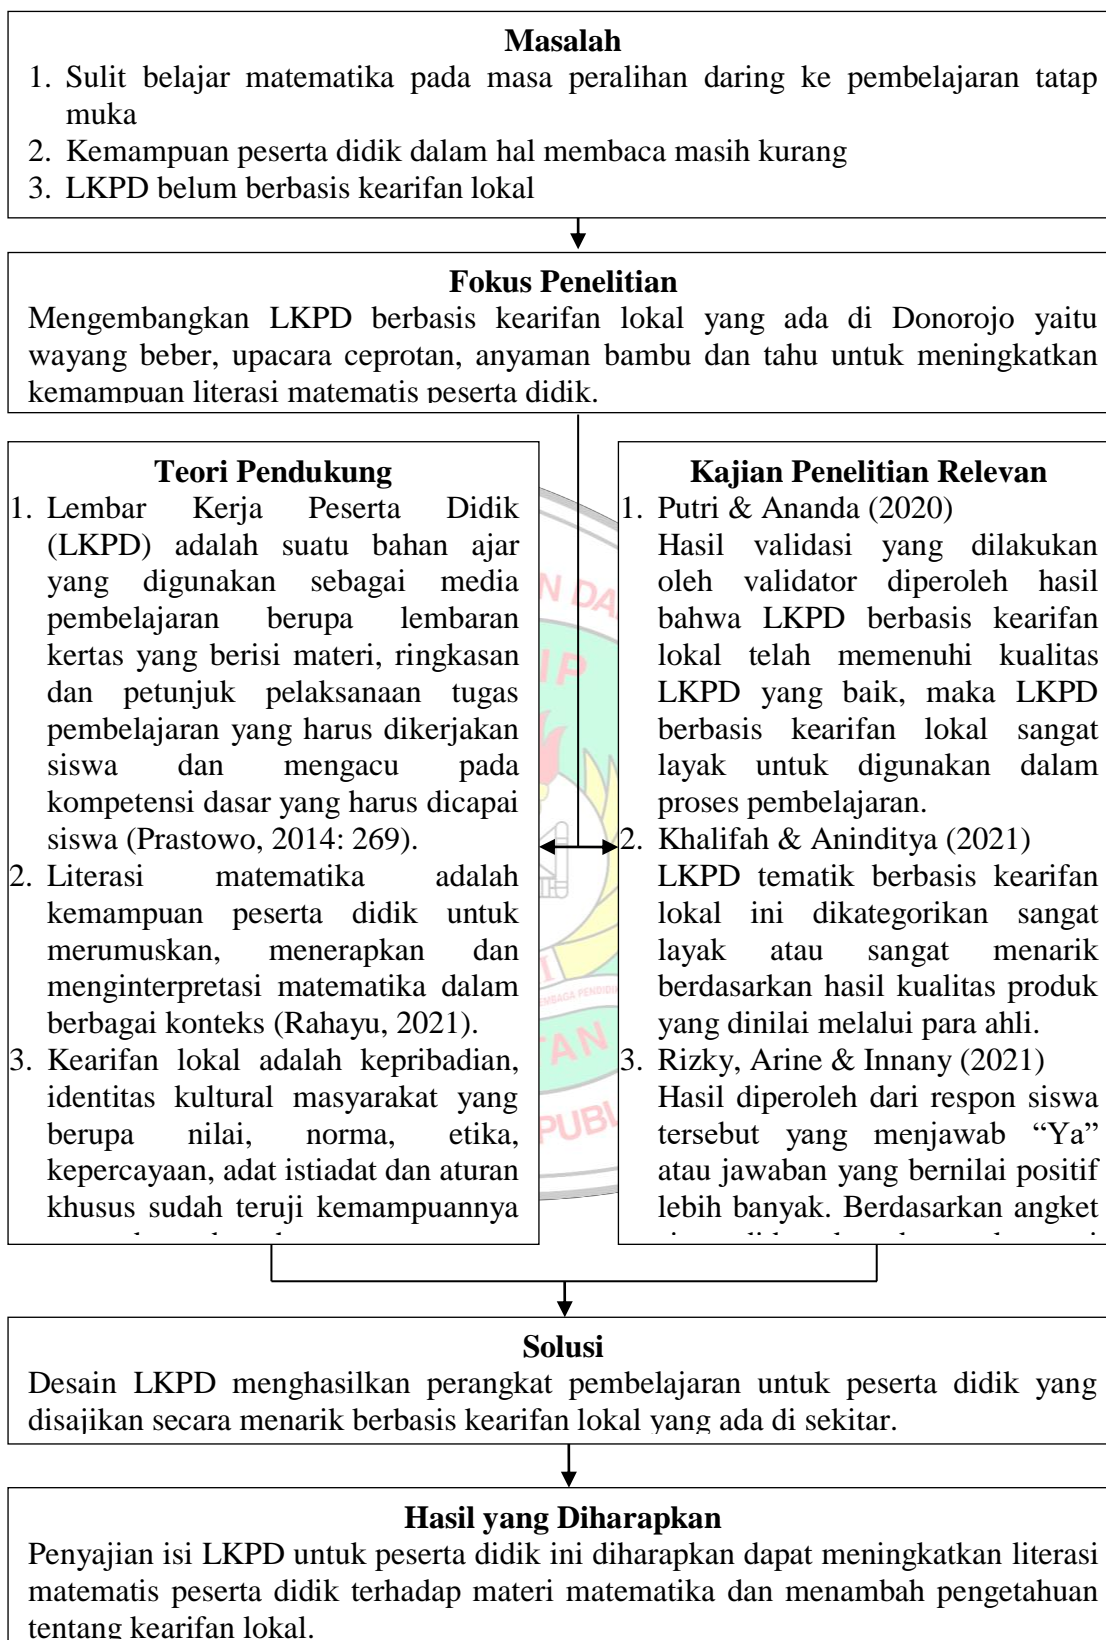 Masalah
1. Sulit belajar matematika pada masa peralihan daring ke pembelajaran tatap
muka
2. Kemampuan peserta didik dalam hal membaca masih kurang
3. LKPD belum berbasis kearifan lokal
Fokus Penelitian
Mengembangkan LKPD berbasis kearifan lokal yang ada di Donorojo yaitu
wayang beber, upacara ceprotan, anyaman bambu dan tahu untuk meningkatkan
kemampuan literasi matematis peserta didik.
Teori Pendukung
1. Lembar Kerja Peserta Didik
(LKPD) adalah suatu bahan ajar
yang digunakan sebagai media
pembelajaran berupa lembaran
kertas yang berisi materi, ringkasan
dan petunjuk pelaksanaan tugas
pembelajaran yang harus dikerjakan
siswa dan mengacu pada
kompetensi dasar yang harus dicapai
siswa (Prastowo, 2014: 269).
2. Literasi matematika adalah
kemampuan peserta didik untuk
merumuskan, menerapkan dan
menginterpretasi matematika dalam
berbagai konteks (Rahayu, 2021).
3. Kearifan lokal adalah kepribadian,
identitas kultural masyarakat yang
berupa nilai, norma, etika,
kepercayaan, adat istiadat dan aturan
khusus sudah teruji kemampuannya
Kajian Penelitian Relevan
1. Putri & Ananda (2020)
Hasil validasi yang dilakukan
oleh validator diperoleh hasil
bahwa LKPD berbasis kearifan
lokal telah memenuhi kualitas
LKPD yang baik, maka LKPD
berbasis kearifan lokal sangat
layak untuk digunakan dalam
proses pembelajaran.
2. Khalifah & Aninditya (2021)
LKPD tematik berbasis kearifan
lokal ini dikategorikan sangat
layak atau sangat menarik
berdasarkan hasil kualitas produk
yang dinilai melalui para ahli.
3. Rizky, Arine & Innany (2021)
Hasil diperoleh dari respon siswa
tersebut yang menjawab “Ya”
atau jawaban yang bernilai positif
lebih banyak. Berdasarkan angket
N DA
IP
I
EMBAGA PENDIDI
TAN
PUBL
Solusi
Desain LKPD menghasilkan perangkat pembelajaran untuk peserta didik yang
disajikan secara menarik berbasis kearifan lokal yang ada di sekitar.
Hasil yang Diharapkan
Penyajian isi LKPD untuk peserta didik ini diharapkan dapat meningkatkan literasi
matematis peserta didik terhadap materi matematika dan menambah pengetahuan
tentang kearifan lokal.